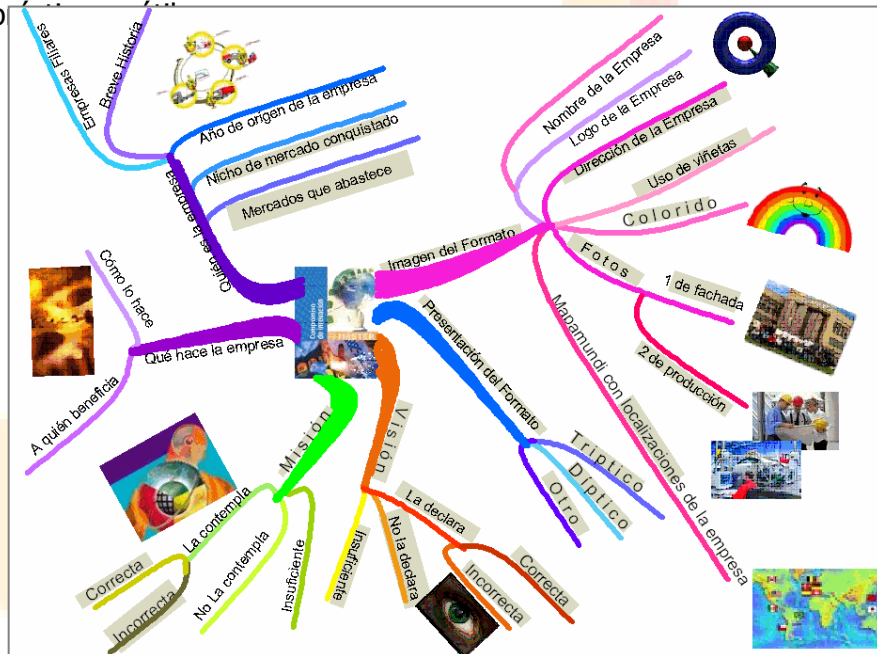 Empresas Filiares
Breve Historia
Año de origen de la empresa
Nicho de mercado conquistado
Mercados que abastece
Quién es la empresa
Nombre de la Empresa
Logo de la Empresa
Dirección de la Empresa
Uso de viñetas
Colorido
Imagen del Formato
Fotos
1 de fachada
2 de producción
Mapamundi con localizaciones de la empresa
Cómo lo hace
Qué hace la empresa
A quién beneficia
Compromiso
de innovación
Presentación del Formato
Tríptico
Díptico
Otro
Misión
La contempla
Correcta
Incorrecta
No La contempla
Insuficiente
Visión
Insuficiente
No la declara
La declara
Incorrecta
Correcta